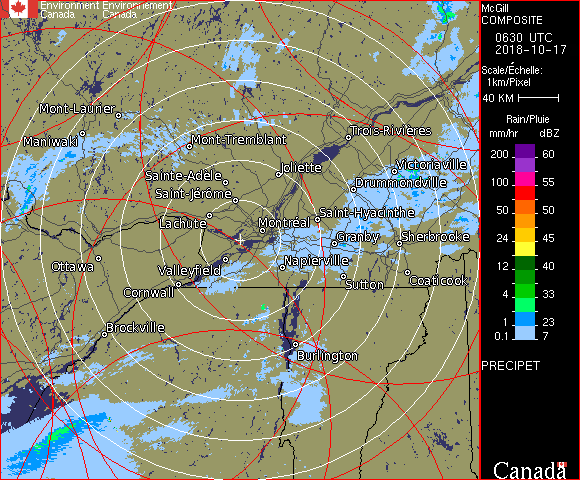 Environment Environnement
Canada Canada
McGill
COMPOSITE
0630 UTC
2018-10-17
Scale/Échelle:
1km/Pixel
40 KM
Rain/Pluie
mm/hr dBZ
200 60
100 55
50 50
24 45
12 40
4 33
1 23
0.1 7
PRECIPET
Canada
Mont-Laurier
Maniwaki
Mont-Tremblant
Trois-Rivières
Joliette
Victoriaville
Sainte-Adèle
Drummondville
Saint-Jérôme
Saint-Hyacinthe
Lachute
Montréal
Granby
Sherbrooke
Ottawa
Valleyfield
Napierville
Cornwall
Sutton
Coaticook
Brockville
Burlington